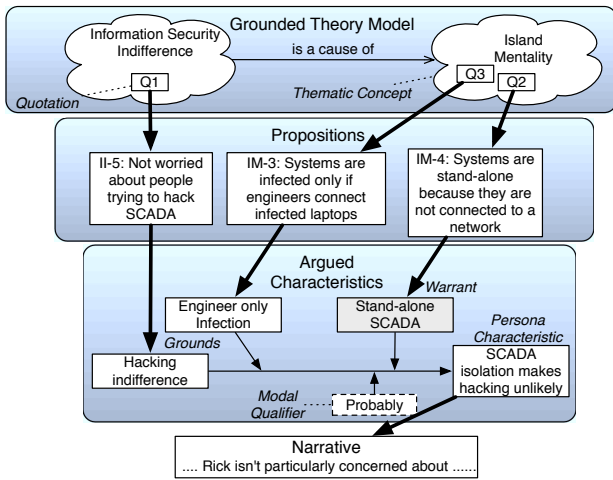 Grounded Theory Model
Information Security
Indifference
is a cause of
Island
Mentality
Q1
Q3
Q2
Quotation
Thematic Concept
Propositions
II-5: Not worried
about people
trying to hack
SCADA
IM-3: Systems are
infected only if
engineers connect
infected laptops
IM-4: Systems are
stand-alone
because they are
not connected to a
network
Argued
Characteristics
Warrant
Engineer only
Infection
Stand-alone
SCADA
Persona
Characteristic
Grounds
Hacking
indifference
SCADA
isolation makes
hacking unlikely
Modal
Qualifier
Probably
Narrative
.... Rick isn't particularly concerned about ......